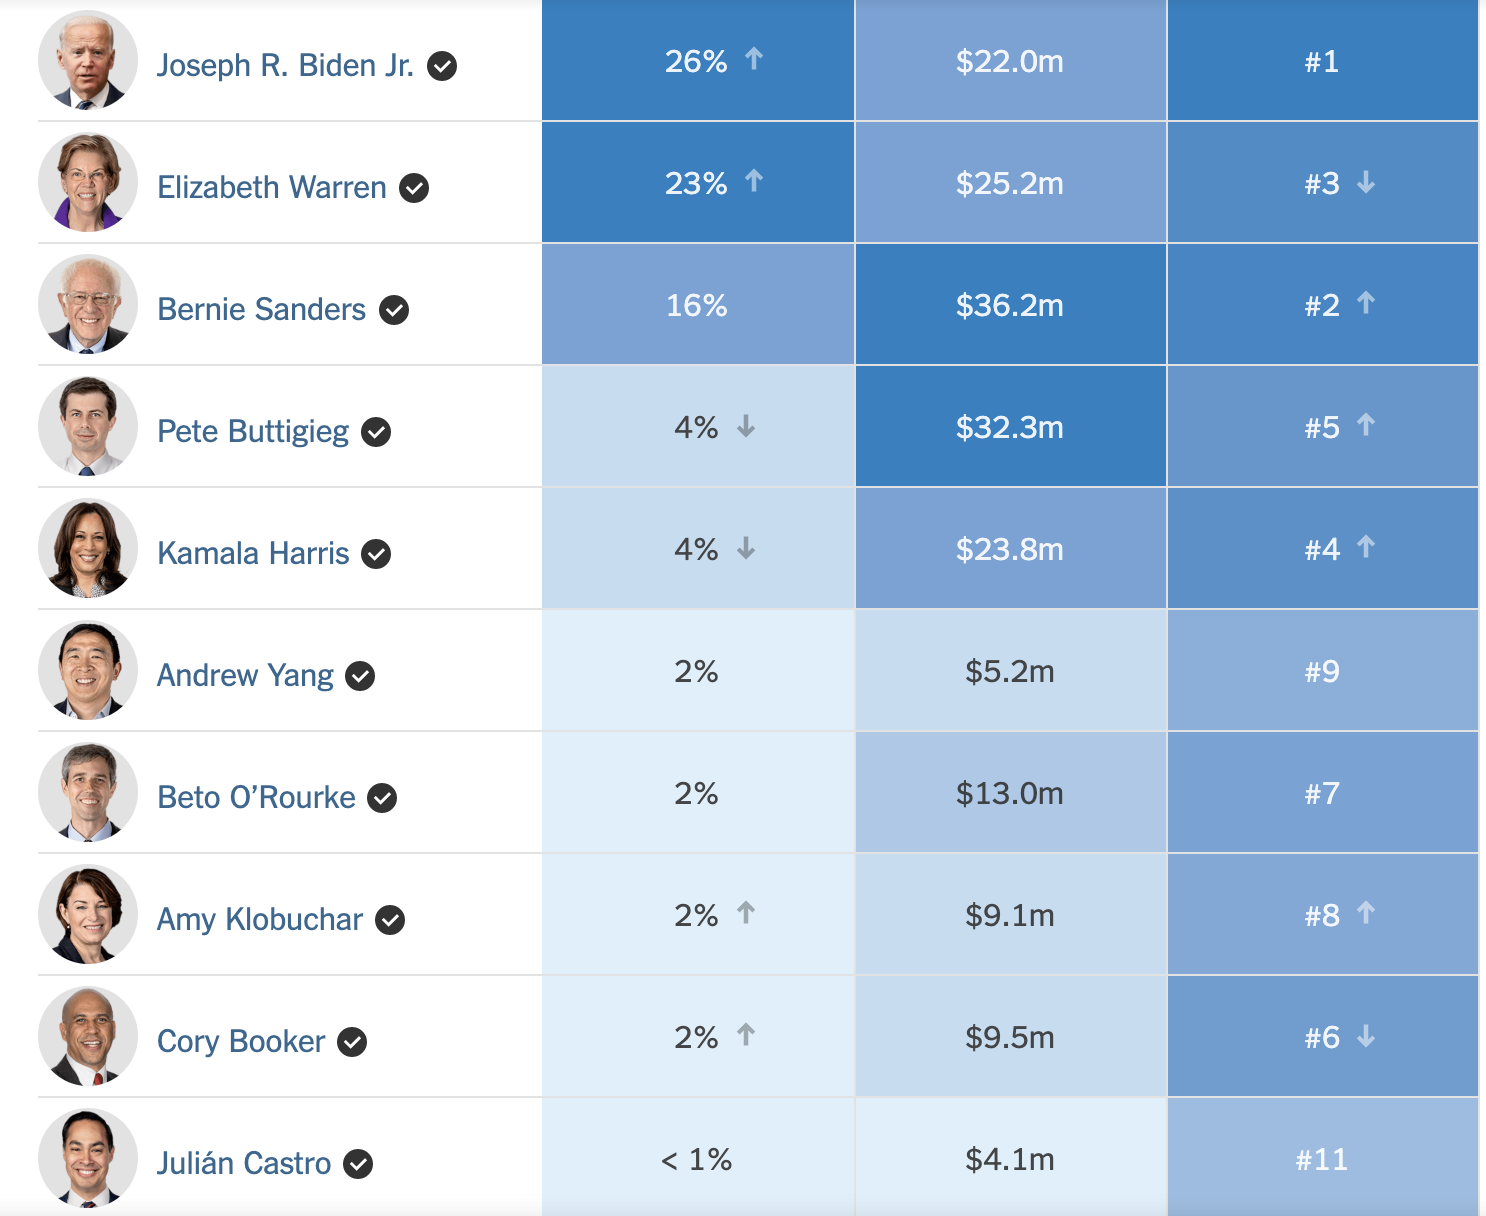 Joseph R. Biden Jr. 26% ↑ $22.0m #1
Elizabeth Warren 23% ↑ $25.2m #3 ↓
Bernie Sanders 16% $36.2m #2 ↑
Pete Buttigieg 4% ↓ $32.3m #5 ↑
Kamala Harris 4% ↓ $23.8m #4 ↑
Andrew Yang 2% $5.2m #9
Beto O’Rourke 2% $13.0m #7
Amy Klobuchar 2% ↑ $9.1m #8 ↑
Cory Booker 2% ↑ $9.5m #6 ↓
Julián Castro < 1% $4.1m #11